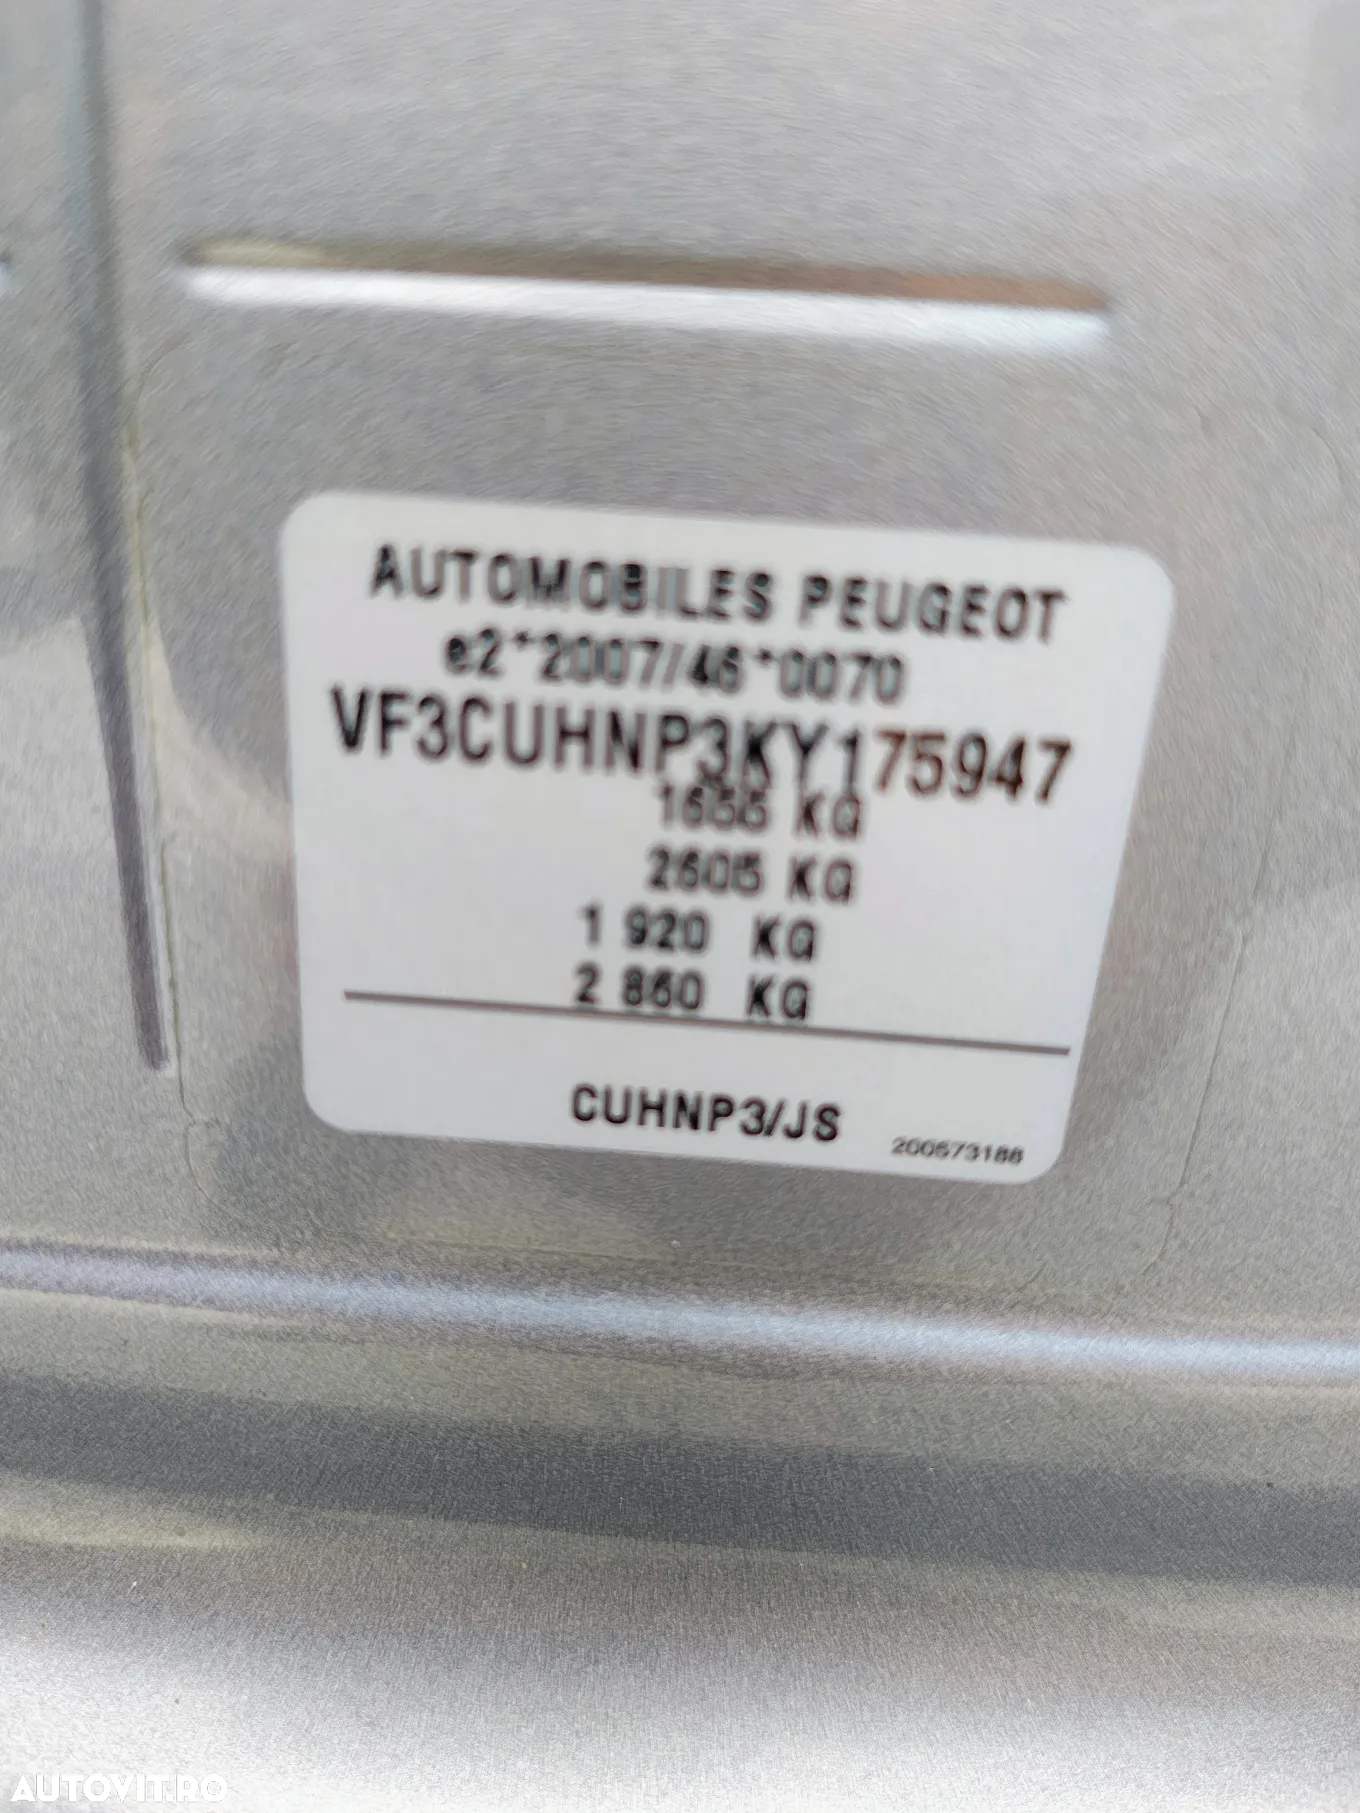 AUTOMOBILES PEUGEOT
e2*2007/46*0070
VF3CUHNP3KY175947
1655 KG
2605 KG
1 920 KG
2 860 KG
CUHNP3/JS
200573188
AUTOVIT.RO